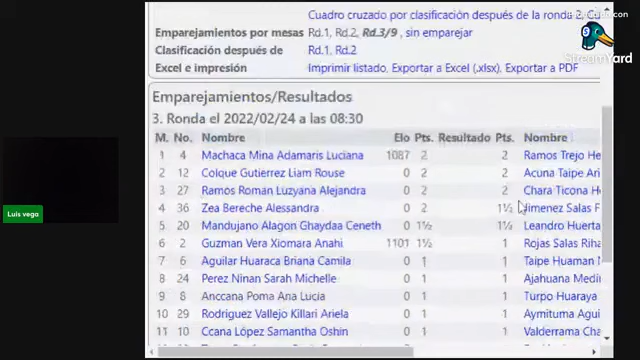 Cuadro cruzado por clasificación después de la ronda 2, con
StreamYard
Emparejamientos por mesas Rd.1, Rd.2, Rd.3/9 , sin emparejar
Clasificación después de Rd.1, Rd.2
Excel e impresión Imprimir listado, Exportar a Excel (.xlsx), Exportar a PDF
Emparejamientos/Resultados
3. Ronda el 2022/02/24 a las 08:30
M. No. Nombre Elo Pts. Resultado Pts. Nombre
1 4 Machaca Mina Adamaris Luciana 1087 2 2 Ramos Trejo He
2 12 Colque Gutierrez Liam Rouse 0 2 2 Acuna Taipe Ari
3 27 Ramos Roman Luzyana Alejandra 0 2 2 Chara Ticona He
4 36 Zea Bereche Alessandra 0 2 1½ Jimenez Salas F
5 20 Mandujano Alagon Ghaydaa Ceneth 0 1½ 1½ Leandro Huerta
6 2 Guzman Vera Xiomara Anahi 1101 1½ 1 Rojas Salas Riha
7 6 Aguilar Huaraca Briana Camila 0 1 1 Taipe Huaman N
8 24 Perez Ninan Sarah Michelle 0 1 1 Ajahuana Medin
9 8 Anccana Poma Ana Lucia 0 1 1 Turpo Huaraya
10 29 Rodriguez Vallejo Killari Ariela 0 1 1 Aymituma Agui
11 10 Ccana López Samantha Oshin 0 1 1 Valderrama Cha
Luis vega